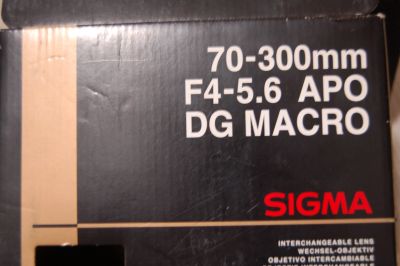 70-300mm
F4-5.6 APO
DG MACRO
SIGMA
INTERCHANGEABLE LENS
WECHSEL-OBJEKTIV
OBJETIVO INTERCAMBIABLE